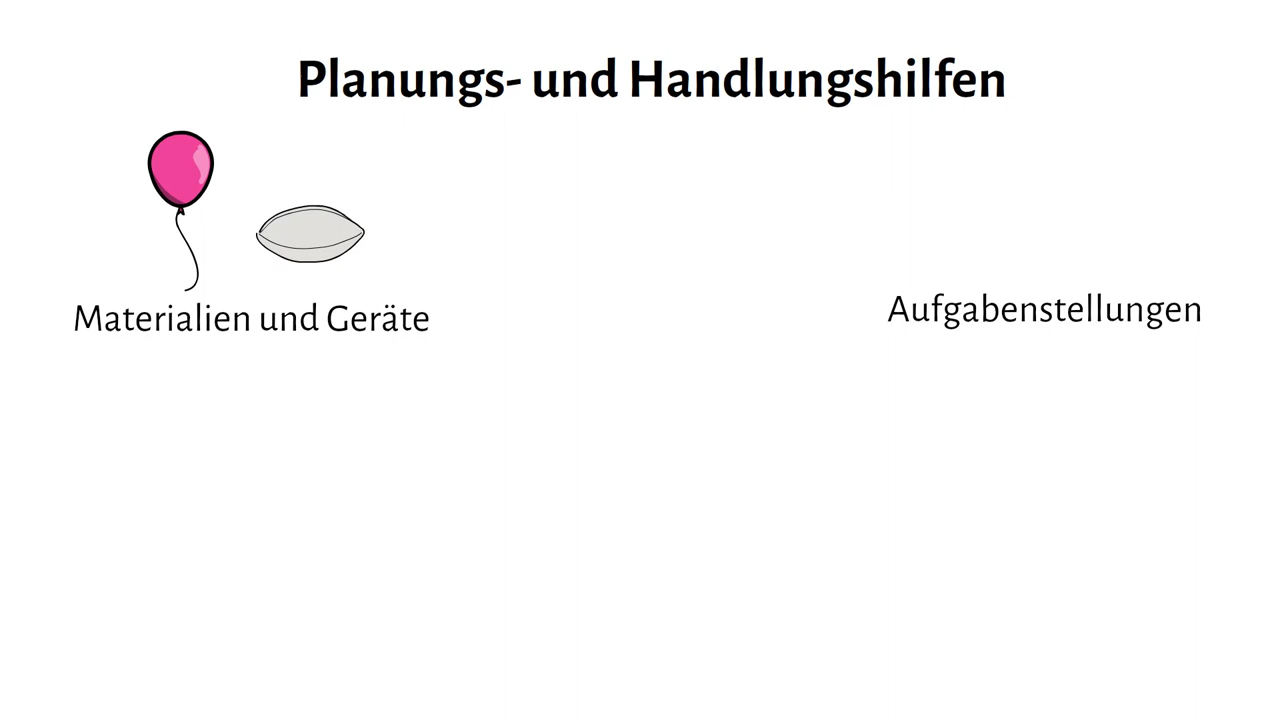 Planungs- und Handlungshilfen
Materialien und Geräte
Aufgabenstellungen